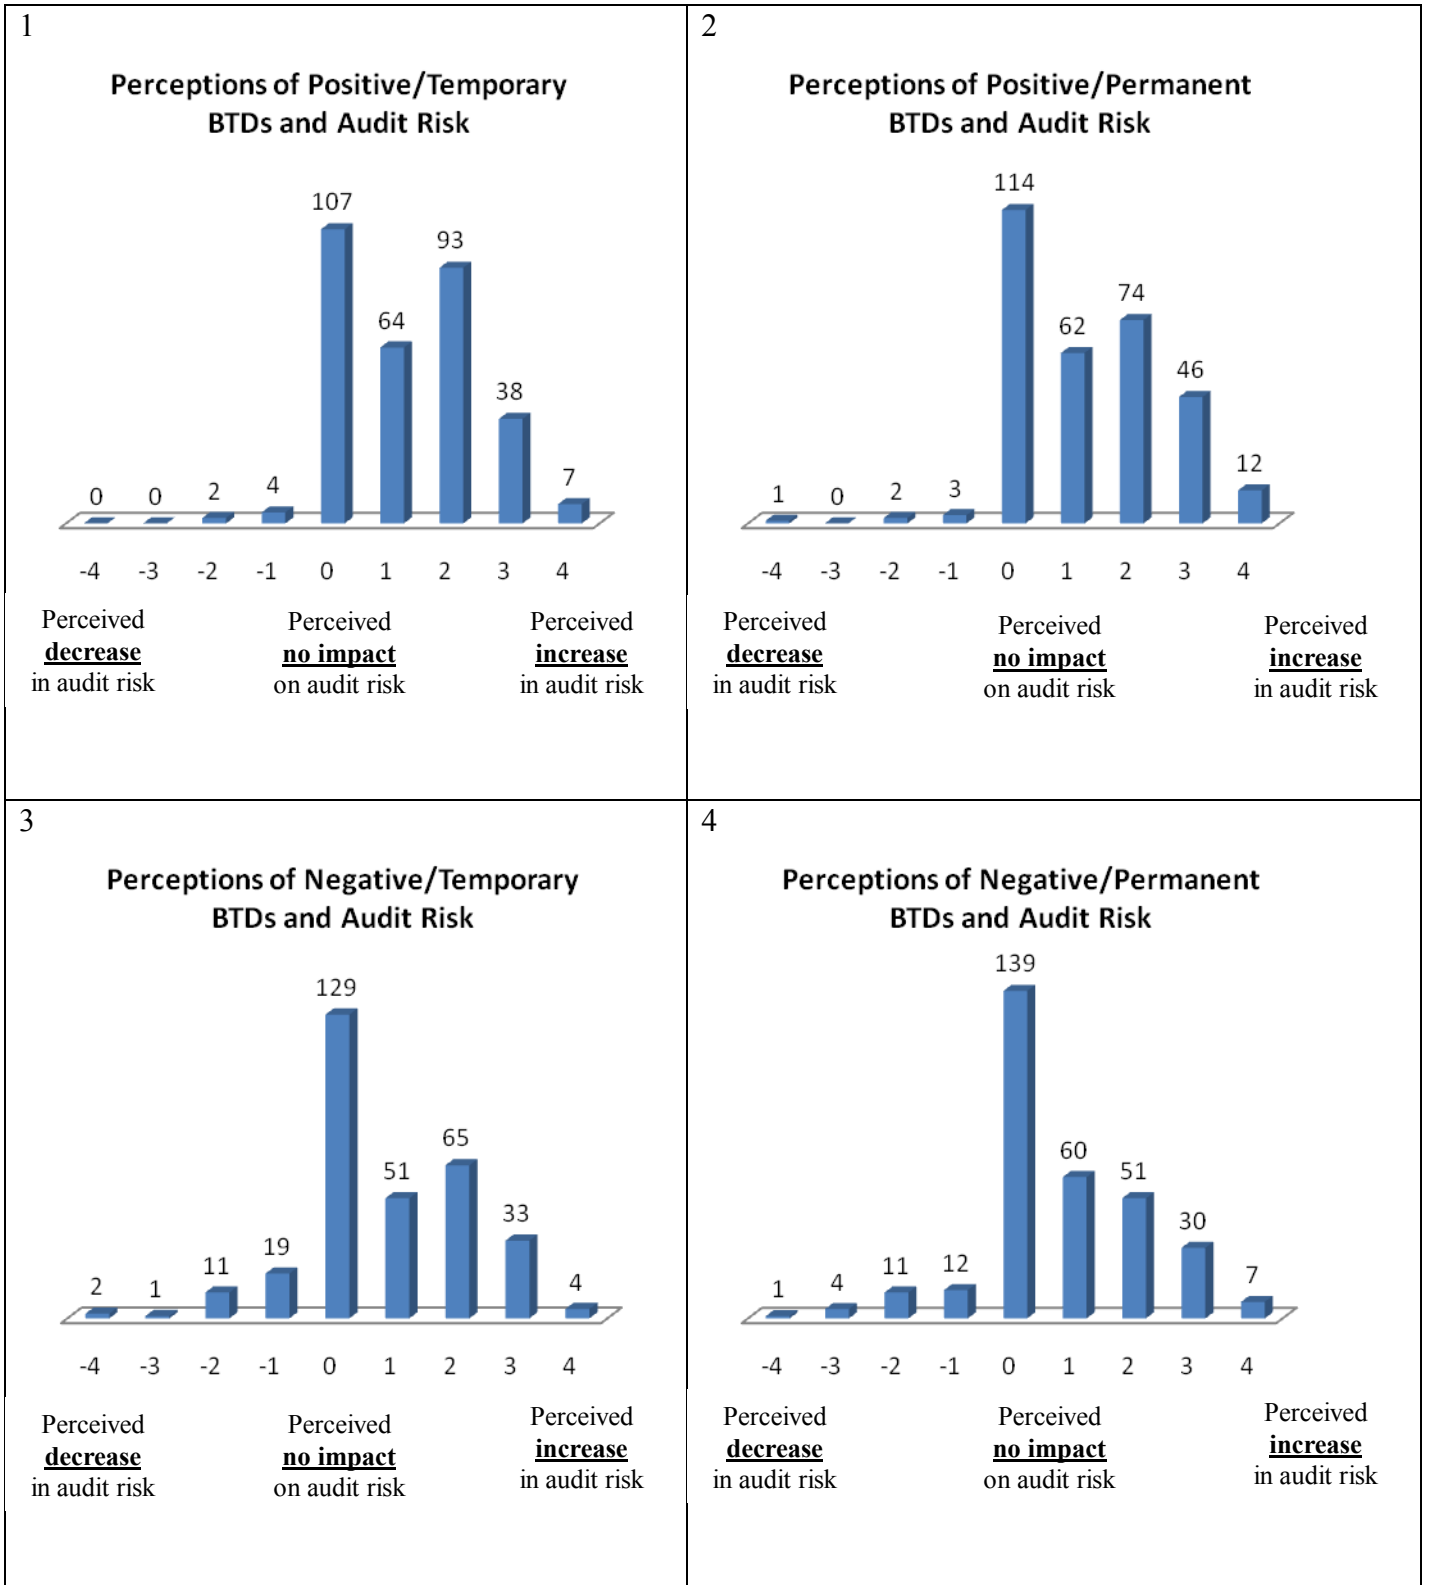 1
Perceptions of Positive/Temporary
BTDs and Audit Risk
107
93
64
38
7
0 0 2 4
-4 -3 -2 -1 0 1 2 3 4
Perceived
decrease
in audit risk
Perceived
no impact
on audit risk
Perceived
increase
in audit risk
2
Perceptions of Positive/Permanent
BTDs and Audit Risk
114
74
62
46
12
1 0 2 3
-4 -3 -2 -1 0 1 2 3 4
Perceived
decrease
in audit risk
Perceived
no impact
on audit risk
Perceived
increase
in audit risk
3
Perceptions of Negative/Temporary
BTDs and Audit Risk
129
65
51
33
19
11
2 1 4
-4 -3 -2 -1 0 1 2 3 4
Perceived
decrease
in audit risk
Perceived
no impact
on audit risk
Perceived
increase
in audit risk
4
Perceptions of Negative/Permanent
BTDs and Audit Risk
139
60
51
30
11 12
1 4 7
-4 -3 -2 -1 0 1 2 3 4
Perceived
decrease
in audit risk
Perceived
no impact
on audit risk
Perceived
increase
in audit risk